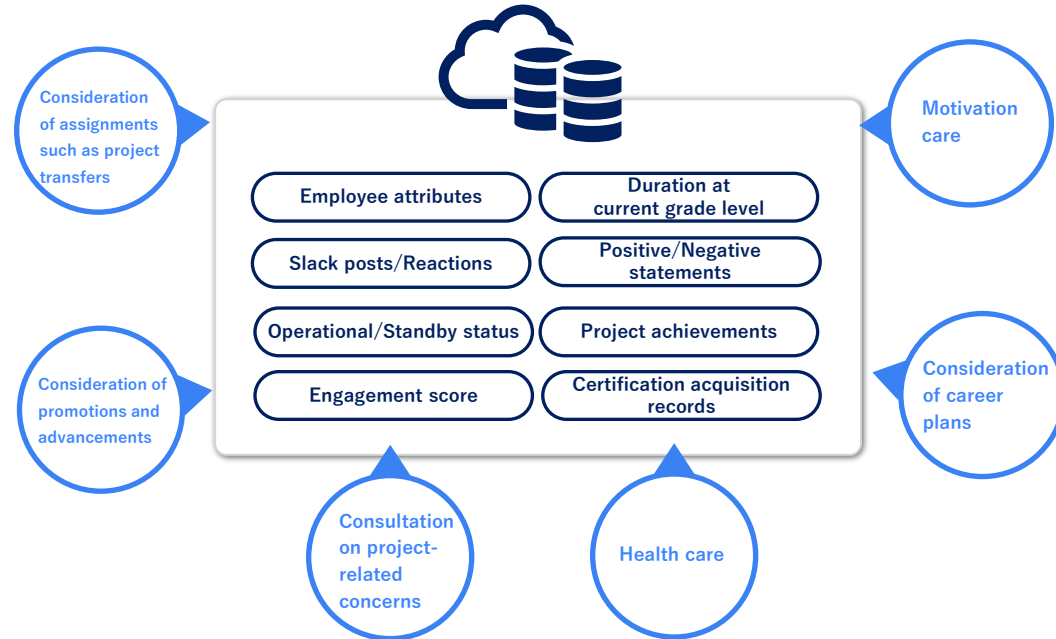 Consideration
of assignments
such as project
transfers
Motivation
care
Employee attributes
Duration at
current grade level
Slack posts/Reactions
Positive/Negative
statements
Operational/Standby status
Project achievements
Engagement score
Certification acquisition
records
Consideration of
promotions and
advancements
Consideration
of career
plans
Consultation
on project-
related
concerns
Health care